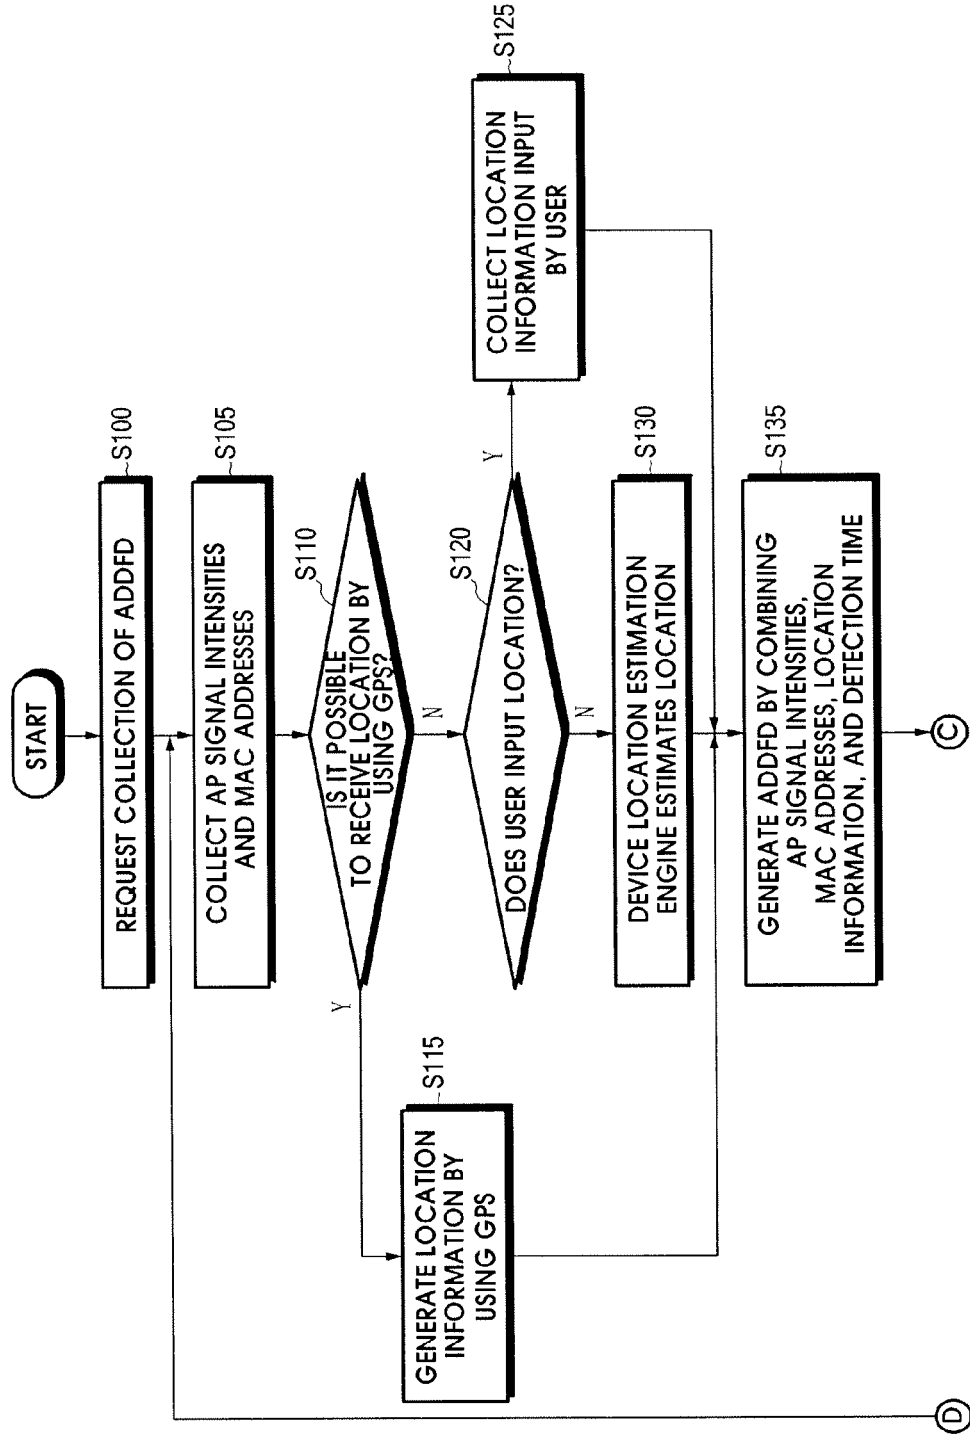 START
REQUEST COLLECTION OF ADDFD
S100
COLLECT AP SIGNAL INTENSITIES
AND MAC ADDRESSES
S105
IS IT POSSIBLE
TO RECEIVE LOCATION BY
USING GPS?
S110
Y
N
GENERATE LOCATION
INFORMATION BY
USING GPS
S115
DOES USER INPUT LOCATION?
S120
Y
N
COLLECT LOCATION
INFORMATION INPUT
BY USER
S125
DEVICE LOCATION ESTIMATION
ENGINE ESTIMATES LOCATION
S130
GENERATE ADDFD BY COMBINING
AP SIGNAL INTENSITIES,
MAC ADDRESSES, LOCATION
INFORMATION, AND DETECTION TIME
S135
D
C